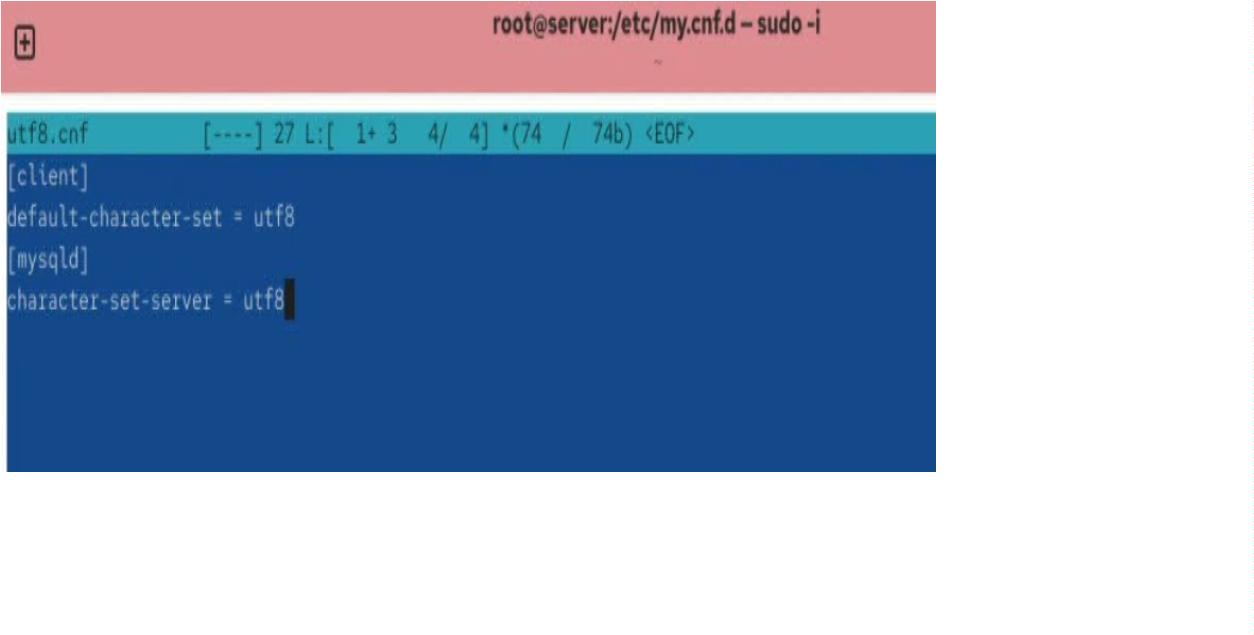 root@server:/etc/my.cnf.d — sudo -i
~
utf8.cnf [----] 27 L:[ 1+ 3 4/ 4] *(74 / 74b) <EOF>
[client]
default-character-set = utf8
[mysqld]
character-set-server = utf8